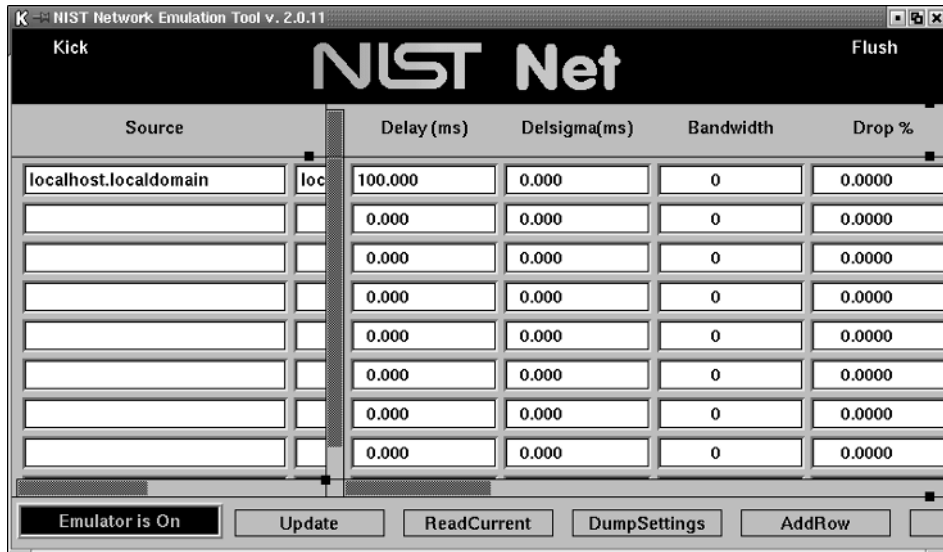 NIST Network Emulation Tool v. 2.0.11
Kick NIST Net Flush
Source Delay (ms) Delsigma(ms) Bandwidth Drop %
localhost.localdomain loc 100.000 0.000 0 0.0000
0.000 0.000 0 0.0000
0.000 0.000 0 0.0000
0.000 0.000 0 0.0000
0.000 0.000 0 0.0000
0.000 0.000 0 0.0000
0.000 0.000 0 0.0000
0.000 0.000 0 0.0000
Emulator is On Update ReadCurrent DumpSettings AddRow